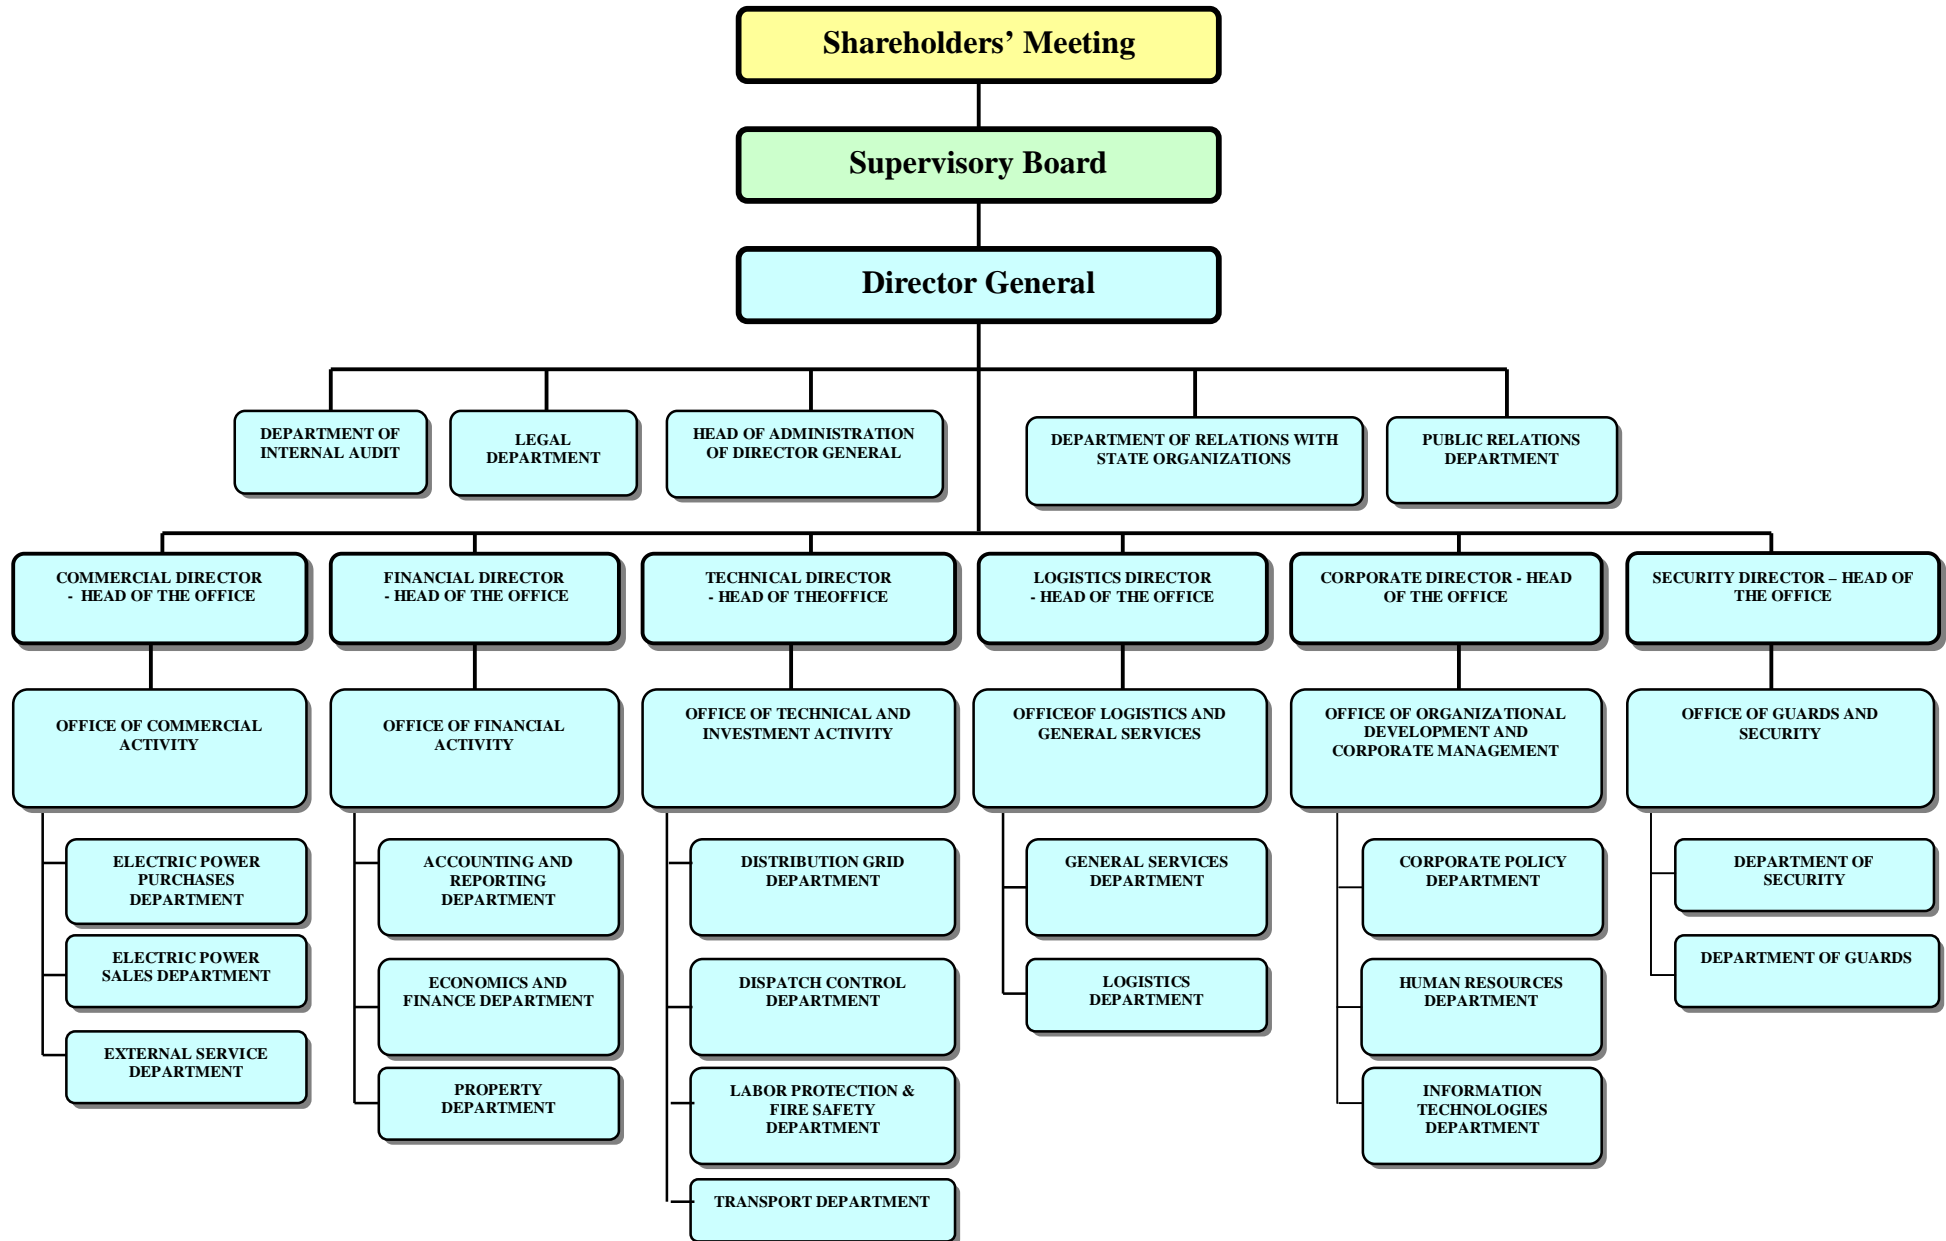 Shareholders’ Meeting
Supervisory Board
Director General
DEPARTMENT OF
INTERNAL AUDIT
LEGAL
DEPARTMENT
HEAD OF ADMINISTRATION
OF DIRECTOR GENERAL
DEPARTMENT OF RELATIONS WITH
STATE ORGANIZATIONS
PUBLIC RELATIONS
DEPARTMENT
COMMERCIAL DIRECTOR
- HEAD OF THE OFFICE
FINANCIAL DIRECTOR
- HEAD OF THE OFFICE
TECHNICAL DIRECTOR
- HEAD OF THEOFFICE
LOGISTICS DIRECTOR
- HEAD OF THE OFFICE
CORPORATE DIRECTOR - HEAD
OF THE OFFICE
SECURITY DIRECTOR – HEAD OF
THE OFFICE
OFFICE OF COMMERCIAL
ACTIVITY
OFFICE OF FINANCIAL
ACTIVITY
OFFICE OF TECHNICAL AND
INVESTMENT ACTIVITY
OFFICEOF LOGISTICS AND
GENERAL SERVICES
OFFICE OF ORGANIZATIONAL
DEVELOPMENT AND
CORPORATE MANAGEMENT
OFFICE OF GUARDS AND
SECURITY
ELECTRIC POWER
PURCHASES
DEPARTMENT
ELECTRIC POWER
SALES DEPARTMENT
EXTERNAL SERVICE
DEPARTMENT
ACCOUNTING AND
REPORTING
DEPARTMENT
ECONOMICS AND
FINANCE DEPARTMENT
PROPERTY
DEPARTMENT
DISTRIBUTION GRID
DEPARTMENT
DISPATCH CONTROL
DEPARTMENT
LABOR PROTECTION &
FIRE SAFETY
DEPARTMENT
TRANSPORT DEPARTMENT
GENERAL SERVICES
DEPARTMENT
LOGISTICS
DEPARTMENT
CORPORATE POLICY
DEPARTMENT
HUMAN RESOURCES
DEPARTMENT
INFORMATION
TECHNOLOGIES
DEPARTMENT
DEPARTMENT OF
SECURITY
DEPARTMENT OF GUARDS